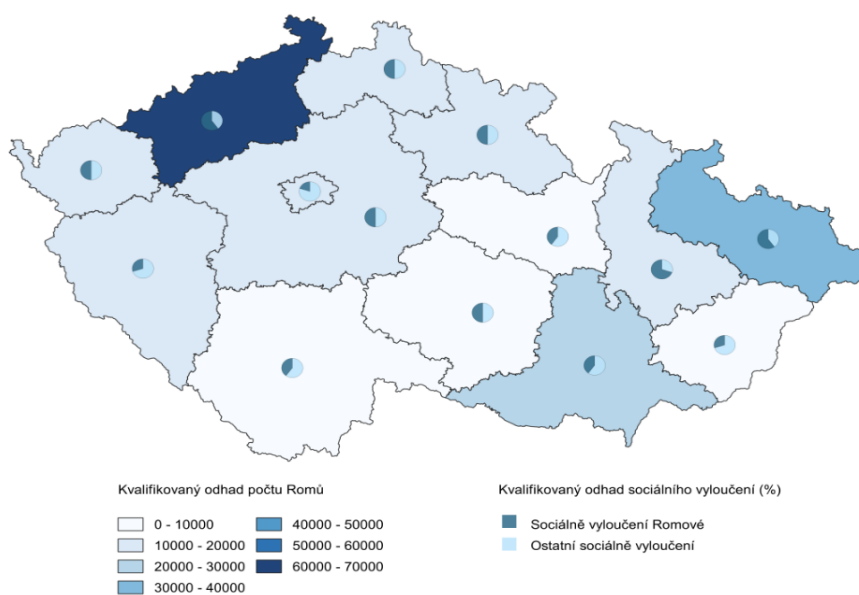 Kvalifikovaný odhad počtu Romů
0 - 10000
10000 - 20000
20000 - 30000
30000 - 40000
40000 - 50000
50000 - 60000
60000 - 70000
Kvalifikovaný odhad sociálního vyloučení (%)
Sociálně vyloučení Romové
Ostatní sociálně vyloučení